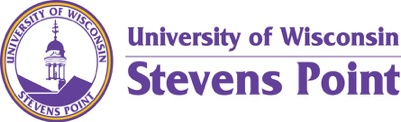 UNIVERSITY OF WISCONSIN
STEVENS POINT
University of Wisconsin
Stevens Point